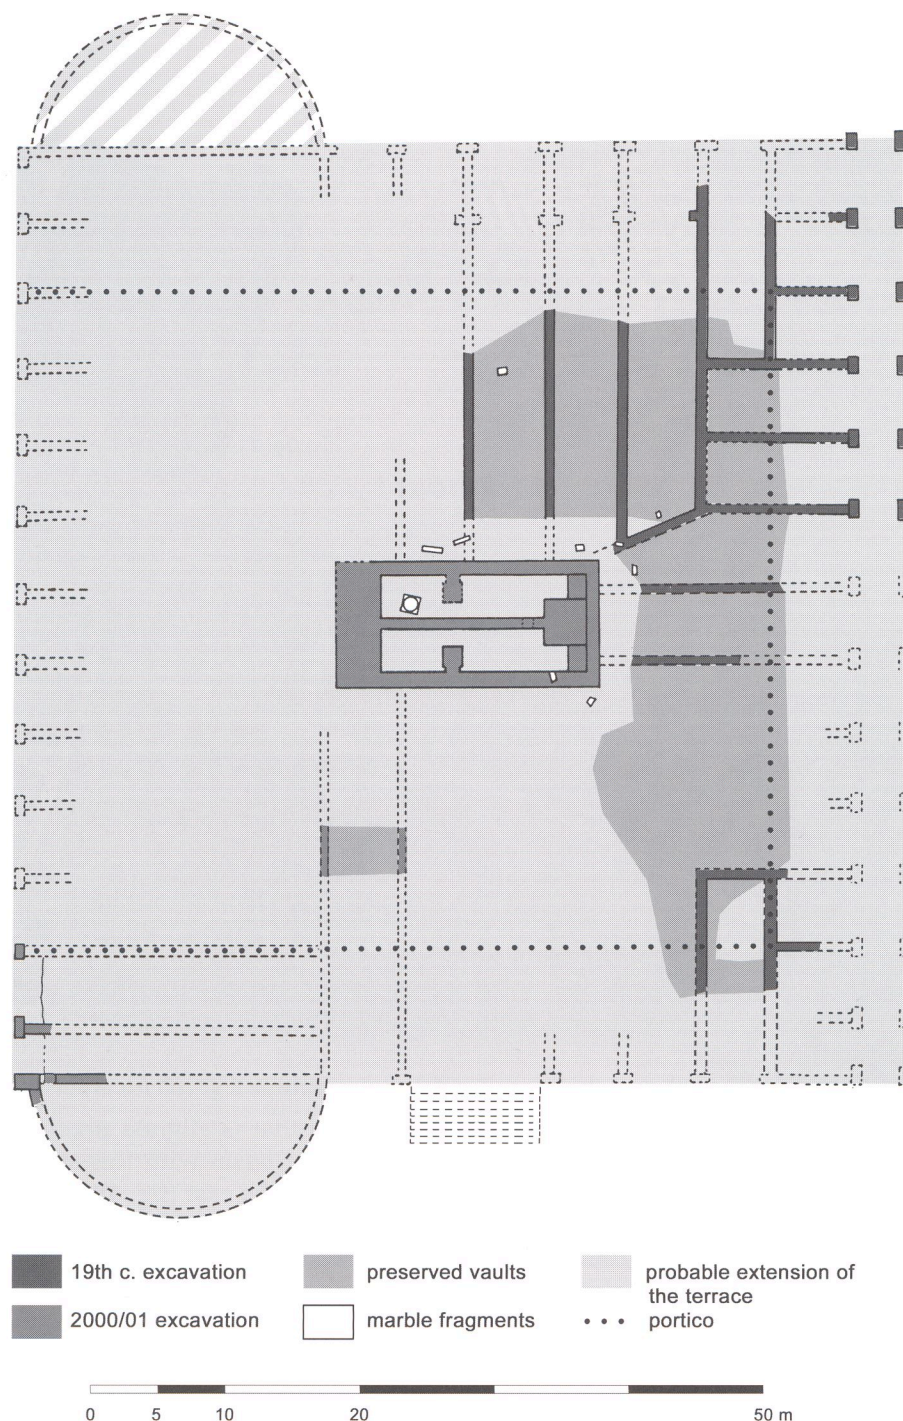 19th c. excavation
preserved vaults
probable extension of
the terrace
2000/01 excavation
marble fragments
portico
0 5 10 20 50 m